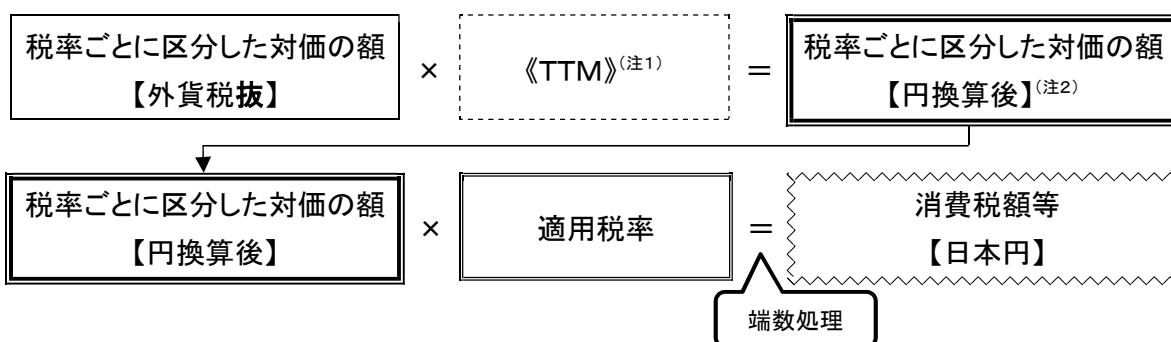 税率ごとに区分した対価の額
【外貨税抜】
×
《TTM》(注1)
＝
税率ごとに区分した対価の額
【円換算後】(注2)
税率ごとに区分した対価の額
【円換算後】
×
適用税率
＝
消費税額等
【日本円】
端数処理